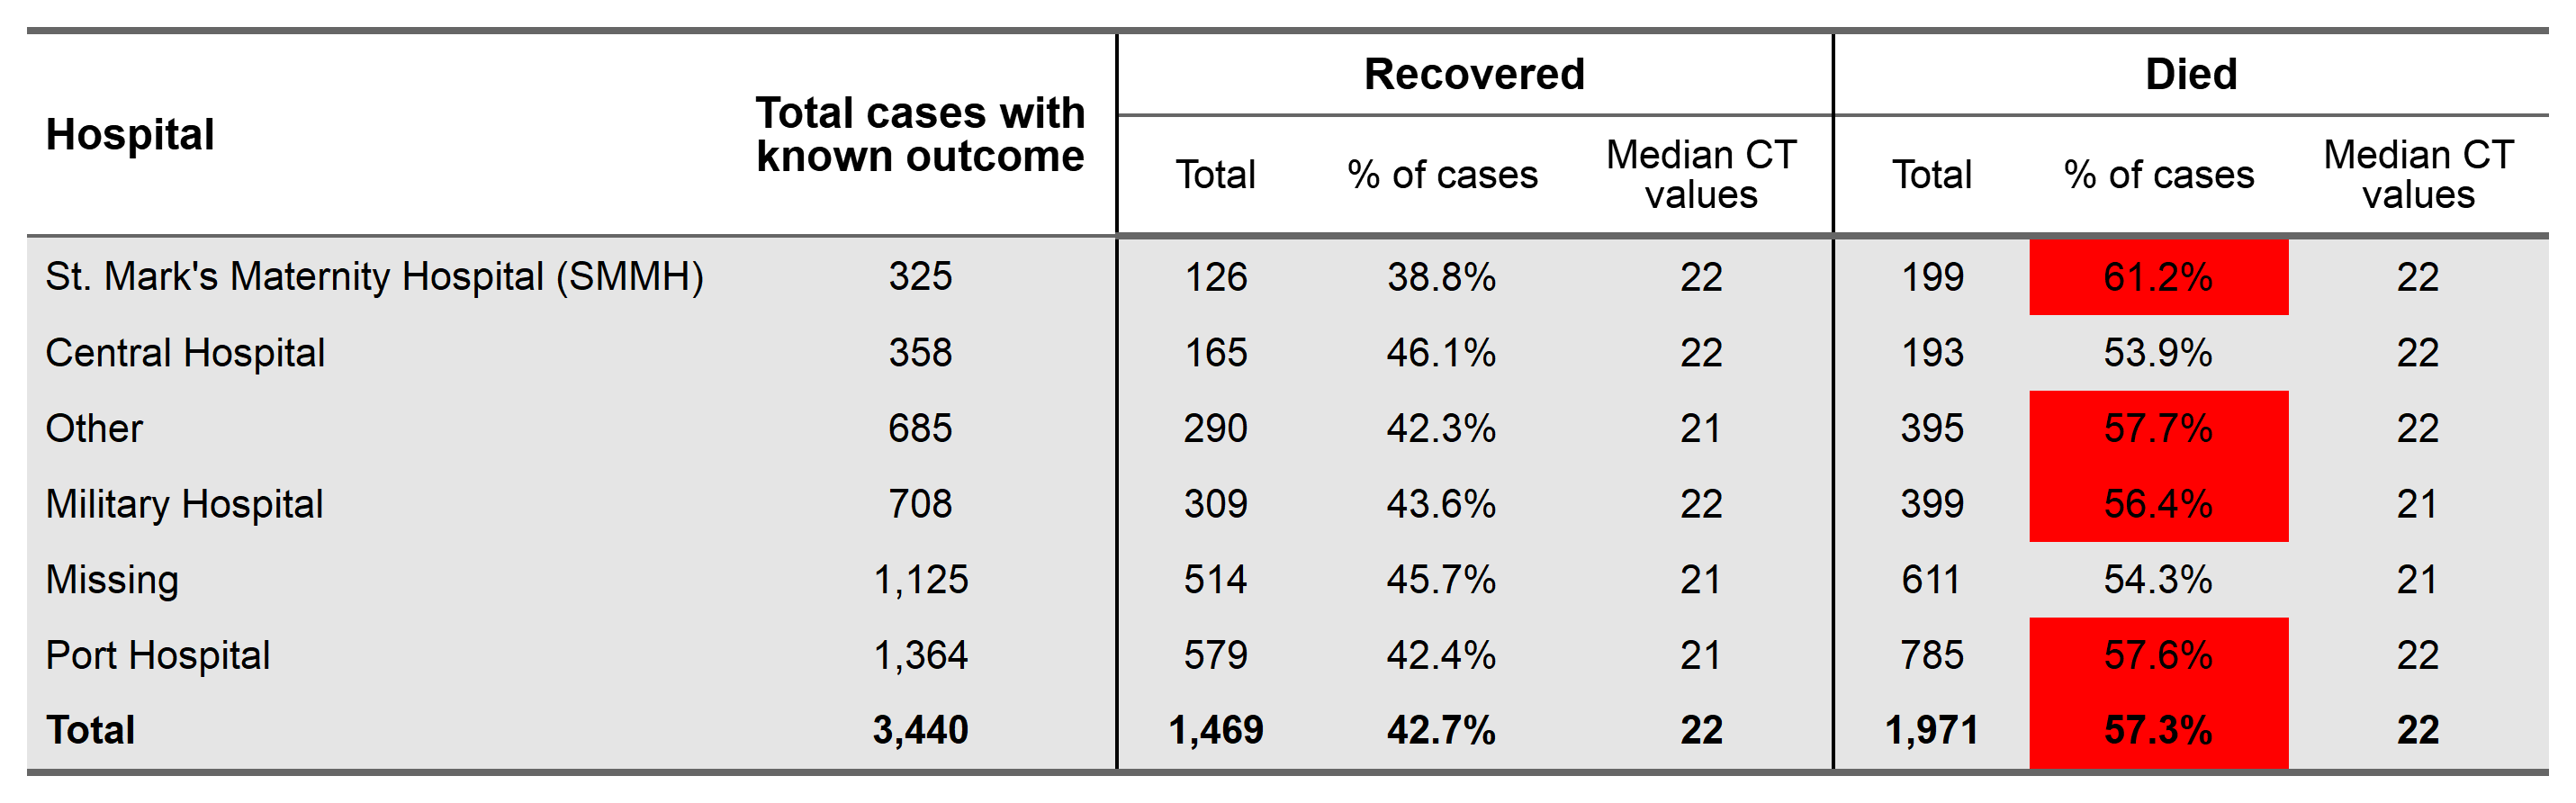 Recovered Died
Hospital Total cases with known outcome Total % of cases Median CT values Total % of cases Median CT values
St. Mark's Maternity Hospital (SMMH) 325 126 38.8% 22 199 61.2% 22
Central Hospital 358 165 46.1% 22 193 53.9% 22
Other 685 290 42.3% 21 395 57.7% 22
Military Hospital 708 309 43.6% 22 399 56.4% 21
Missing 1,125 514 45.7% 21 611 54.3% 21
Port Hospital 1,364 579 42.4% 21 785 57.6% 22
Total 3,440 1,469 42.7% 22 1,971 57.3% 22